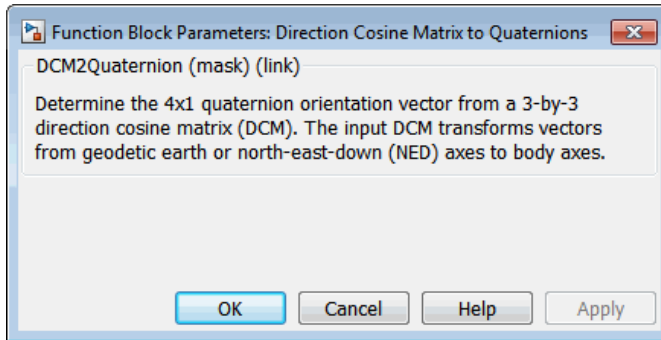 Function Block Parameters: Direction Cosine Matrix to Quaternions
DCM2Quaternion (mask) (link)
Determine the 4x1 quaternion orientation vector from a 3-by-3
direction cosine matrix (DCM). The input DCM transforms vectors
from geodetic earth or north-east-down (NED) axes to body axes.
OK Cancel Help Apply